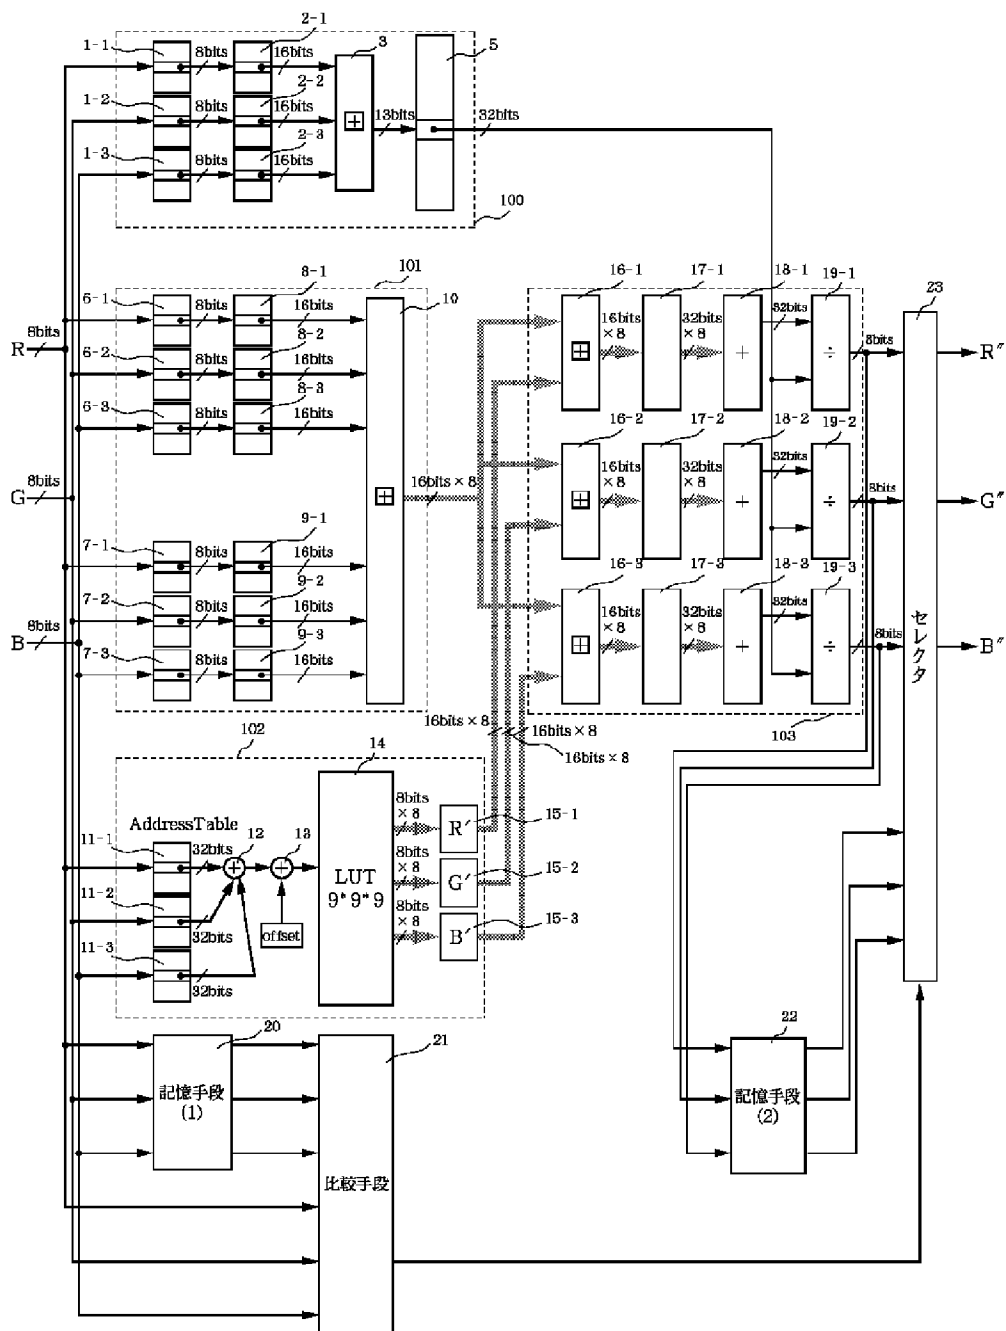 1-1
8bits
2-1
16bits
3
5
1-2
8bits
2-2
16bits
13bits
32bits
1-3
8bits
2-3
16bits
100
101
6-1
8bits
8-1
16bits
10
6-2
8bits
8-2
16bits
6-3
8bits
8-3
16bits
R
8bits
G
8bits
B
8bits
16bits×8
7-1
8bits
9-1
16bits
7-2
8bits
9-2
16bits
7-3
8bits
9-3
16bits
16-1
17-1
18-1
19-1
16bits
×8
32bits
×8
32bits
8bits
+
÷
16-2
17-2
18-2
19-2
16bits
×8
32bits
×8
32bits
8bits
+
÷
16-3
17-3
18-3
19-3
16bits
×8
32bits
×8
32bits
8bits
+
÷
103
23
セレクタ
R″
G″
B″
16bits×8
16bits×8
16bits×8
102
14
AddressTable
11-1
32bits
12
13
11-2
32bits
offset
11-3
32bits
LUT
9*9*9
8bits
×8
R'
15-1
8bits
×8
G'
15-2
8bits
×8
B'
15-3
20
記憶手段
(1)
21
比較手段
22
記憶手段
(2)